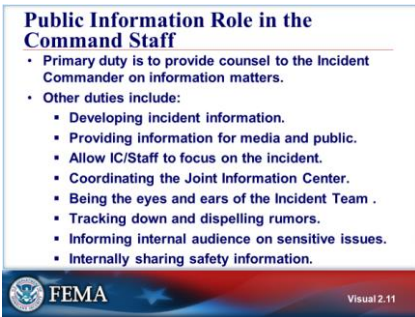 Public Information Role in the
Command Staff
• Primary duty is to provide counsel to the Incident
Commander on information matters.
• Other duties include:
▪ Developing incident information.
▪ Providing information for media and public.
▪ Allow IC/Staff to focus on the incident.
▪ Coordinating the Joint Information Center.
▪ Being the eyes and ears of the Incident Team .
▪ Tracking down and dispelling rumors.
▪ Informing internal audience on sensitive issues.
▪ Internally sharing safety information.
FEMA
Visual 2.11